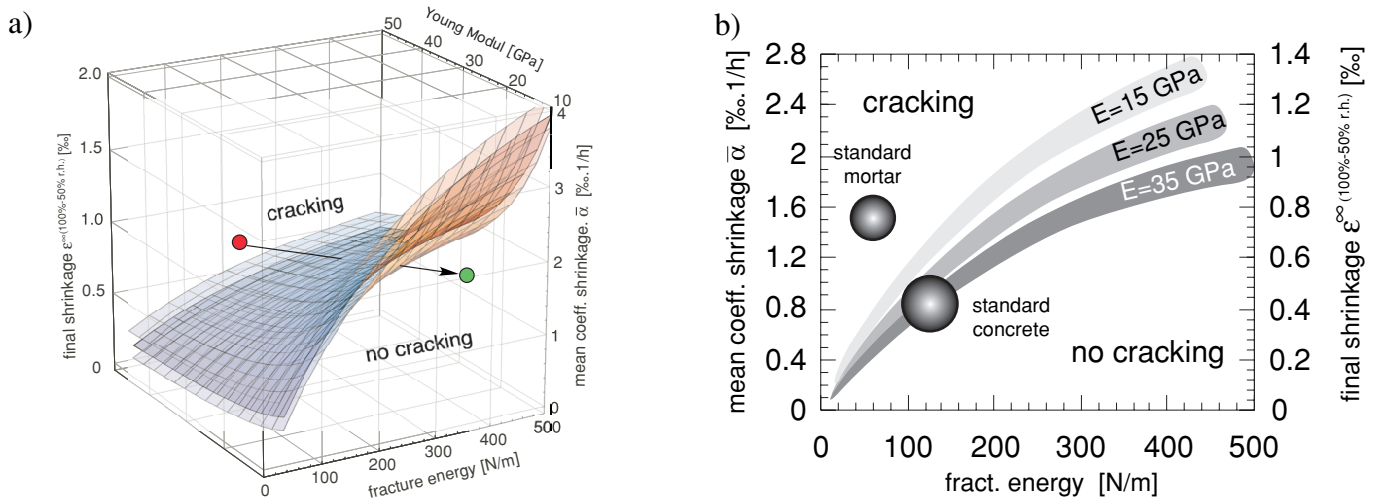 a)
Young Modul [GPa]
50
40
30
20
10
2.0
1.5
1.0
0.5
0
final shrinkage ε∞(100%-50% r.h.) [‰]
cracking
no cracking
4
3
2
1
0
mean coeff. shrinkage. α̅ [‰.1/h]
0
100
200
300
400
500
fracture energy [N/m]
b)
2.8
2.4
2
1.6
1.2
0.8
0.4
0
mean coeff. shrinkage α̅ [‰.1/h]
cracking
standard
mortar
E=15 GPa
E=25 GPa
E=35 GPa
standard
concrete
no cracking
1.4
1.2
1
0.8
0.6
0.4
0.2
0
final shrinkage ε∞(100%-50% r.h.) [‰]
0 100 200 300 400 500
fract. energy [N/m]